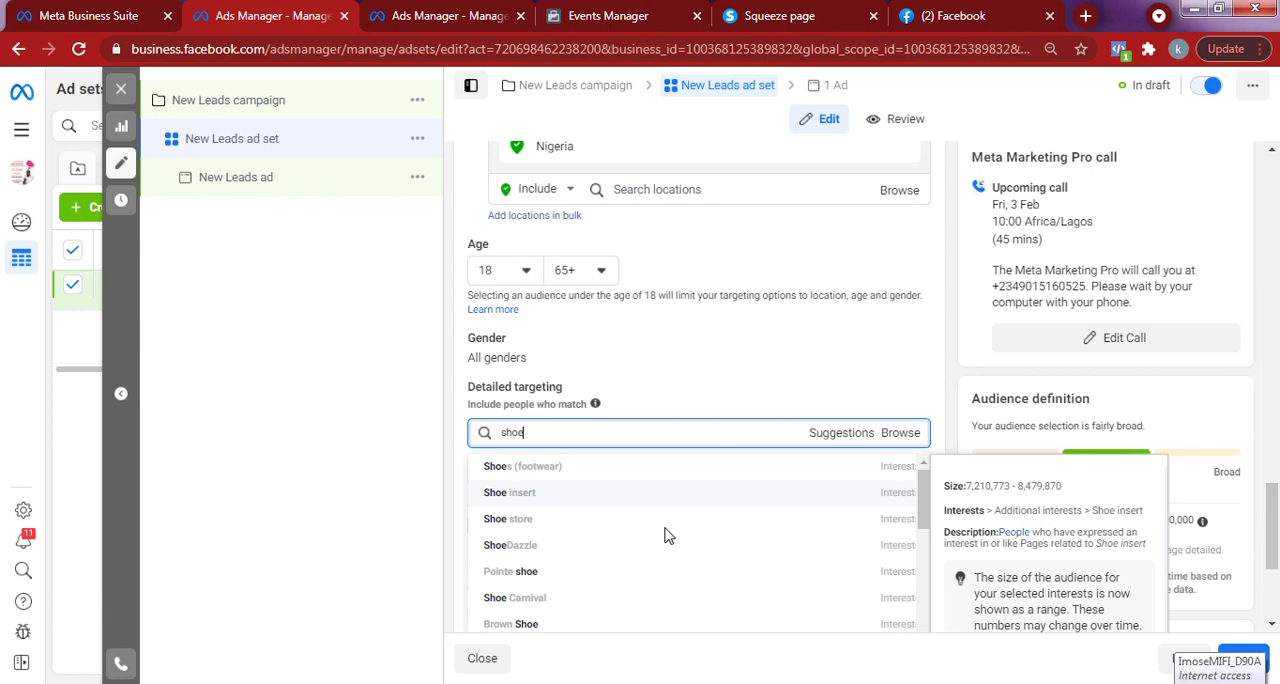 Meta Business Suite
Ads Manager - Manage
Ads Manager - Manage
Events Manager
Squeeze page
(2) Facebook
business.facebook.com/adsmanager/manage/adsets/edit?act=720698462238200&business_id=1003681253898832&global_scope_id=1003681253898832&...
1
k
Update
Ad sets
New Leads campaign
New Leads ad set
New Leads ad
New Leads campaign
New Leads ad set
1 Ad
In draft
Edit
Review
Nigeria
Include
Search locations
Browse
Add locations in bulk
Age
18
65+
Selecting an audience under the age of 18 will limit your targeting options to location, age and gender.
Learn more
Gender
All genders
Detailed targeting
Include people who match
shoe
Suggestions
Browse
Shoes (footwear)
Interest
Shoe insert
Interest
Shoe store
Interest
ShoeDazzle
Interest
Pointe shoe
Interest
Shoe Carnival
Interest
Brown Shoe
Interest
Close
11
Meta Marketing Pro call
Upcoming call
Fri, 3 Feb
10:00 Africa/Lagos
(45 mins)
The Meta Marketing Pro will call you at
+2349015160525. Please wait by your
computer with your phone.
Edit Call
Audience definition
Your audience selection is fairly broad.
Broad
Size:7,210,773 - 8,479,870
Interests > Additional interests > Shoe insert
Description:People who have expressed an
interest in or like Pages related to Shoe insert
The size of the audience for
your selected interests is now
shown as a range. These
numbers may change over time.
ImoseMIFI_D90A
Internet access